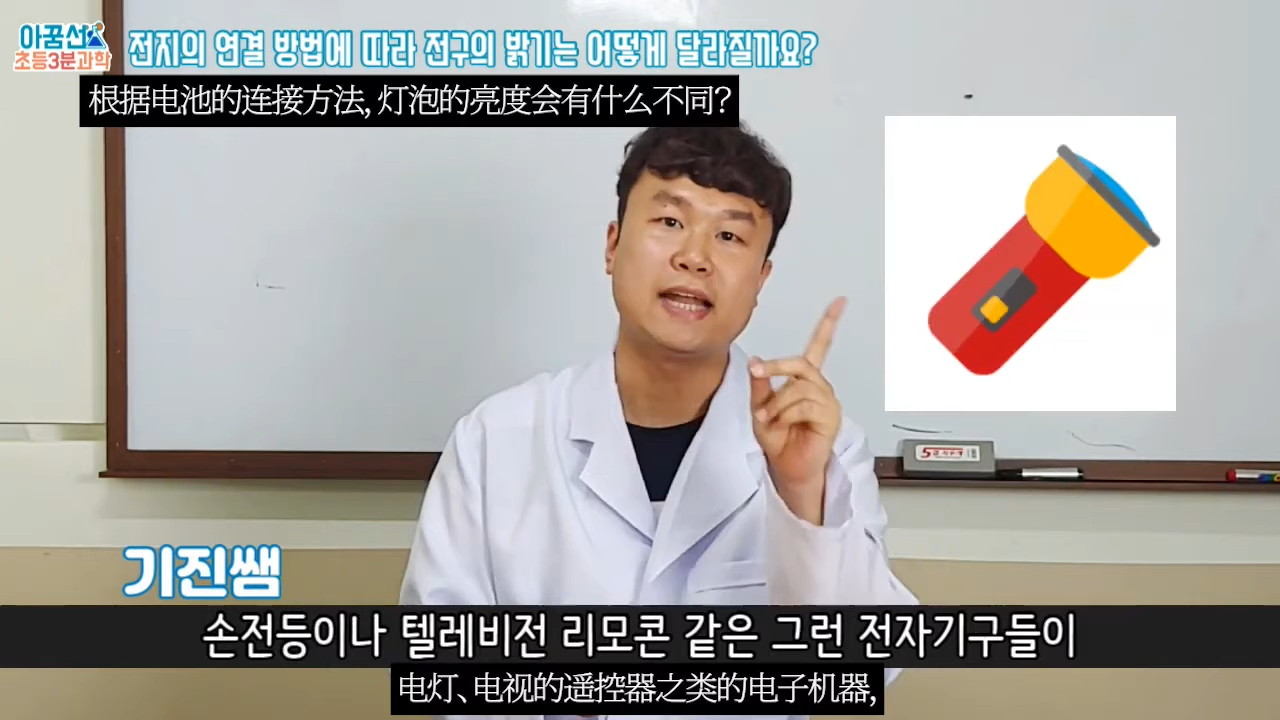 아꿈선
초등3분과학
전지의 연결 방법에 따라 전구의 밝기는 어떻게 달라질까요?
根据电池的连接方法, 灯泡的亮度会有什么不同?
기진쌤
손전등이나 텔레비전 리모콘 같은 그런 전자기구들이
电灯、电视的遥控器之类的电子机器,